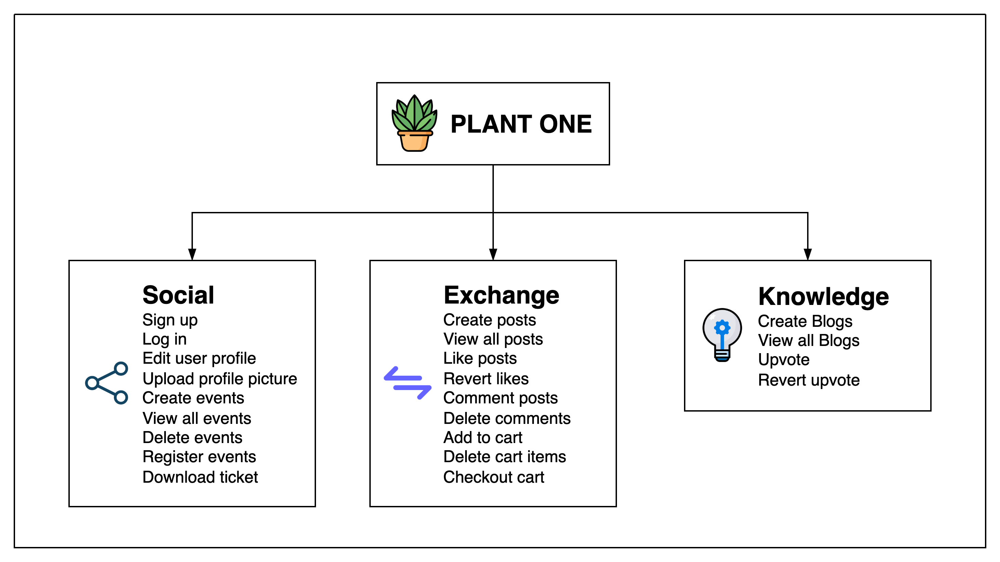 PLANT ONE
Social
Sign up
Log in
Edit user profile
Upload profile picture
Create events
View all events
Delete events
Register events
Download ticket
Exchange
Create posts
View all posts
Like posts
Revert likes
Comment posts
Delete comments
Add to cart
Delete cart items
Checkout cart
Knowledge
Create Blogs
View all Blogs
Upvote
Revert upvote